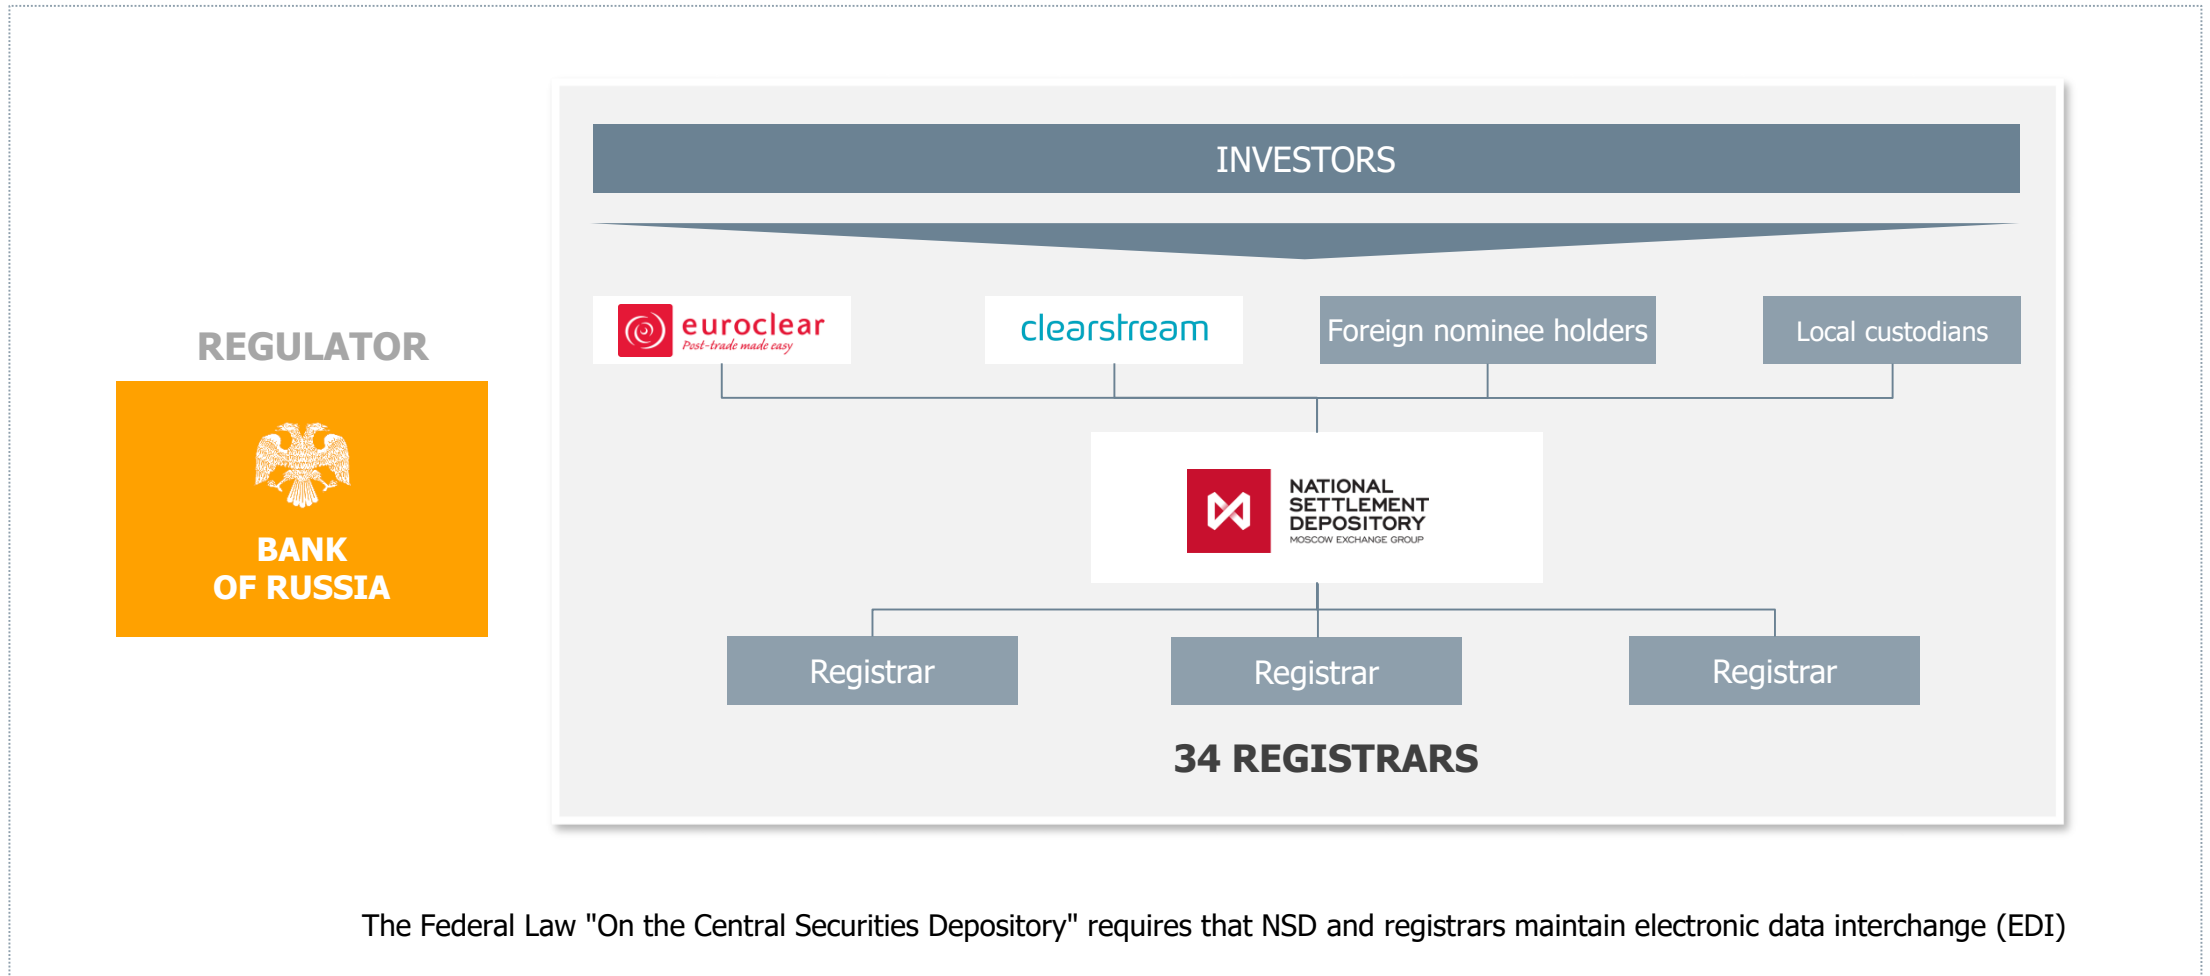 INVESTORS
euroclear
Post-trade made easy
clearstream
Foreign nominee holders
Local custodians
REGULATOR
BANK
OF RUSSIA
NATIONAL
SETTLEMENT
DEPOSITORY
MOSCOW EXCHANGE GROUP
Registrar
Registrar
Registrar
34 REGISTRARS
The Federal Law "On the Central Securities Depository" requires that NSD and registrars maintain electronic data interchange (EDI)